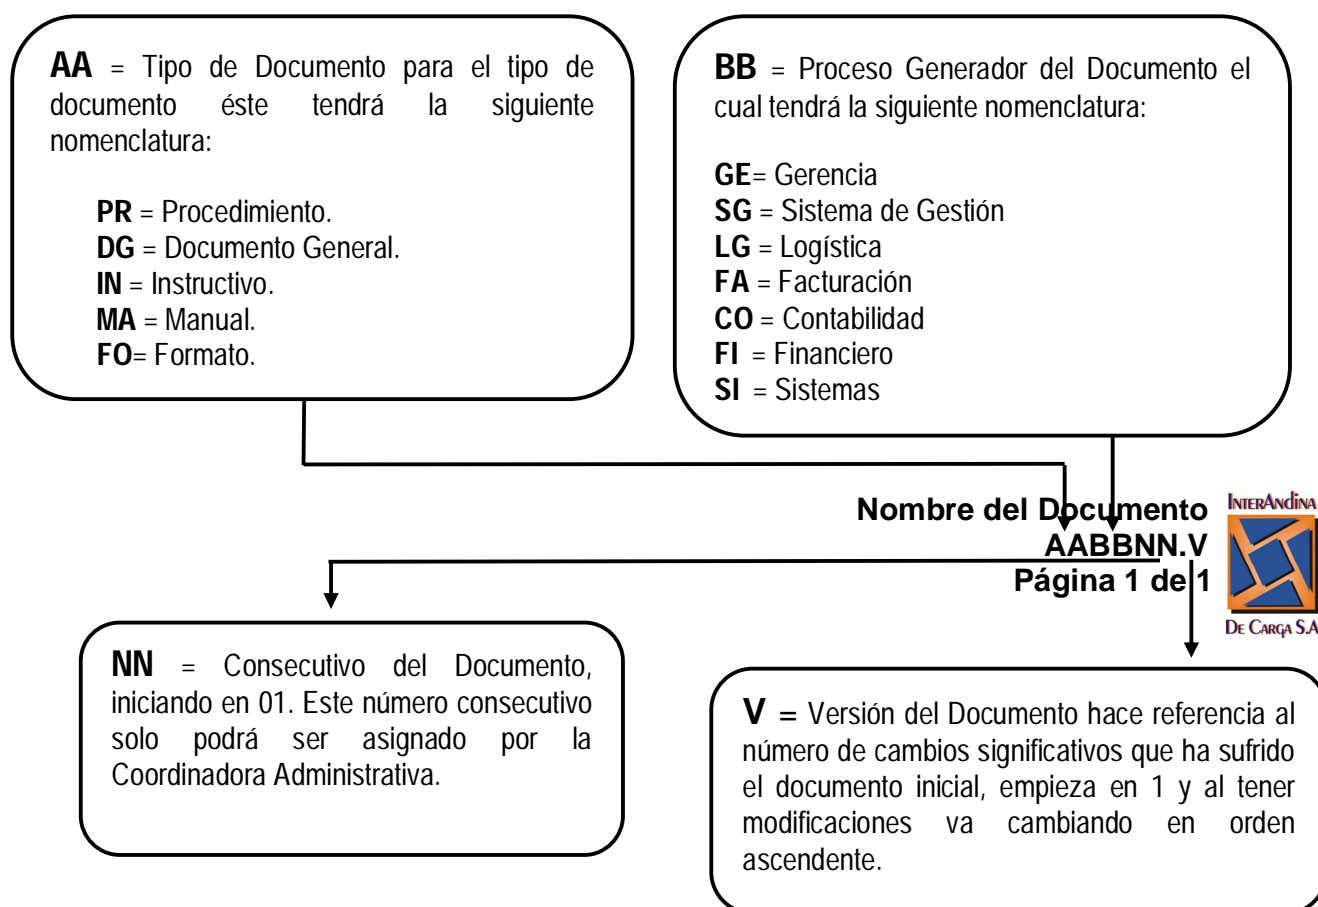 AA = Tipo de Documento para el tipo de
documento éste tendrá la siguiente
nomenclatura:
PR = Procedimiento.
DG = Documento General.
IN = Instructivo.
MA = Manual.
FO= Formato.
BB = Proceso Generador del Documento el
cual tendrá la siguiente nomenclatura:
GE= Gerencia
SG = Sistema de Gestión
LG = Logística
FA = Facturación
CO = Contabilidad
FI = Financiero
SI = Sistemas
Nombre del Documento
AABBNN.V
Página 1 de 1
INTERANDINA
DE CARGA S.A
NN = Consecutivo del Documento,
iniciando en 01. Este número consecutivo
solo podrá ser asignado por la
Coordinadora Administrativa.
V = Versión del Documento hace referencia al
número de cambios significativos que ha sufrido
el documento inicial, empieza en 1 y al tener
modificaciones va cambiando en orden
ascendente.